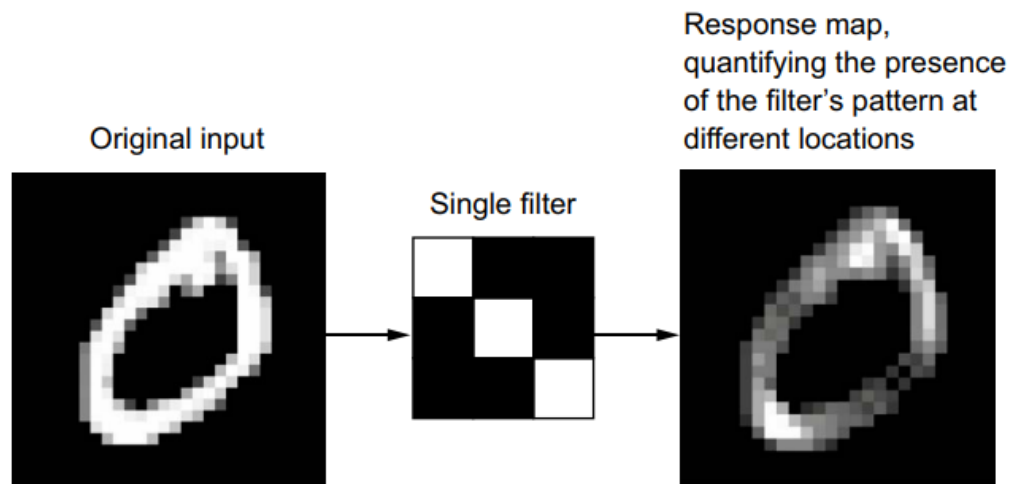 Original input
Single filter
Response map,
quantifying the presence
of the filter's pattern at
different locations